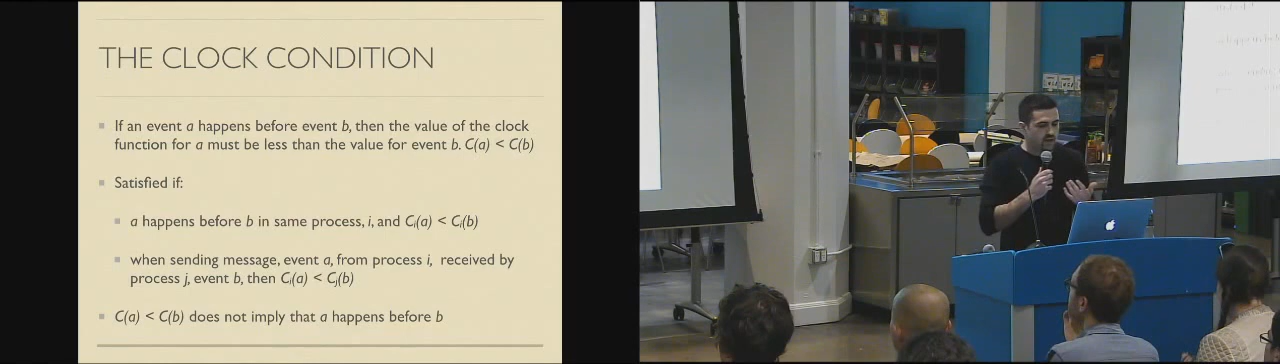 THE CLOCK CONDITION
If an event a happens before event b, then the value of the clock
function for a must be less than the value for event b. C(a) < C(b)
Satisfied if:
a happens before b in same process, i, and Cᵢ(a) < Cᵢ(b)
when sending message, event a, from process i, received by
process j, event b, then Cᵢ(a) < Cⱼ(b)
C(a) < C(b) does not imply that a happens before b